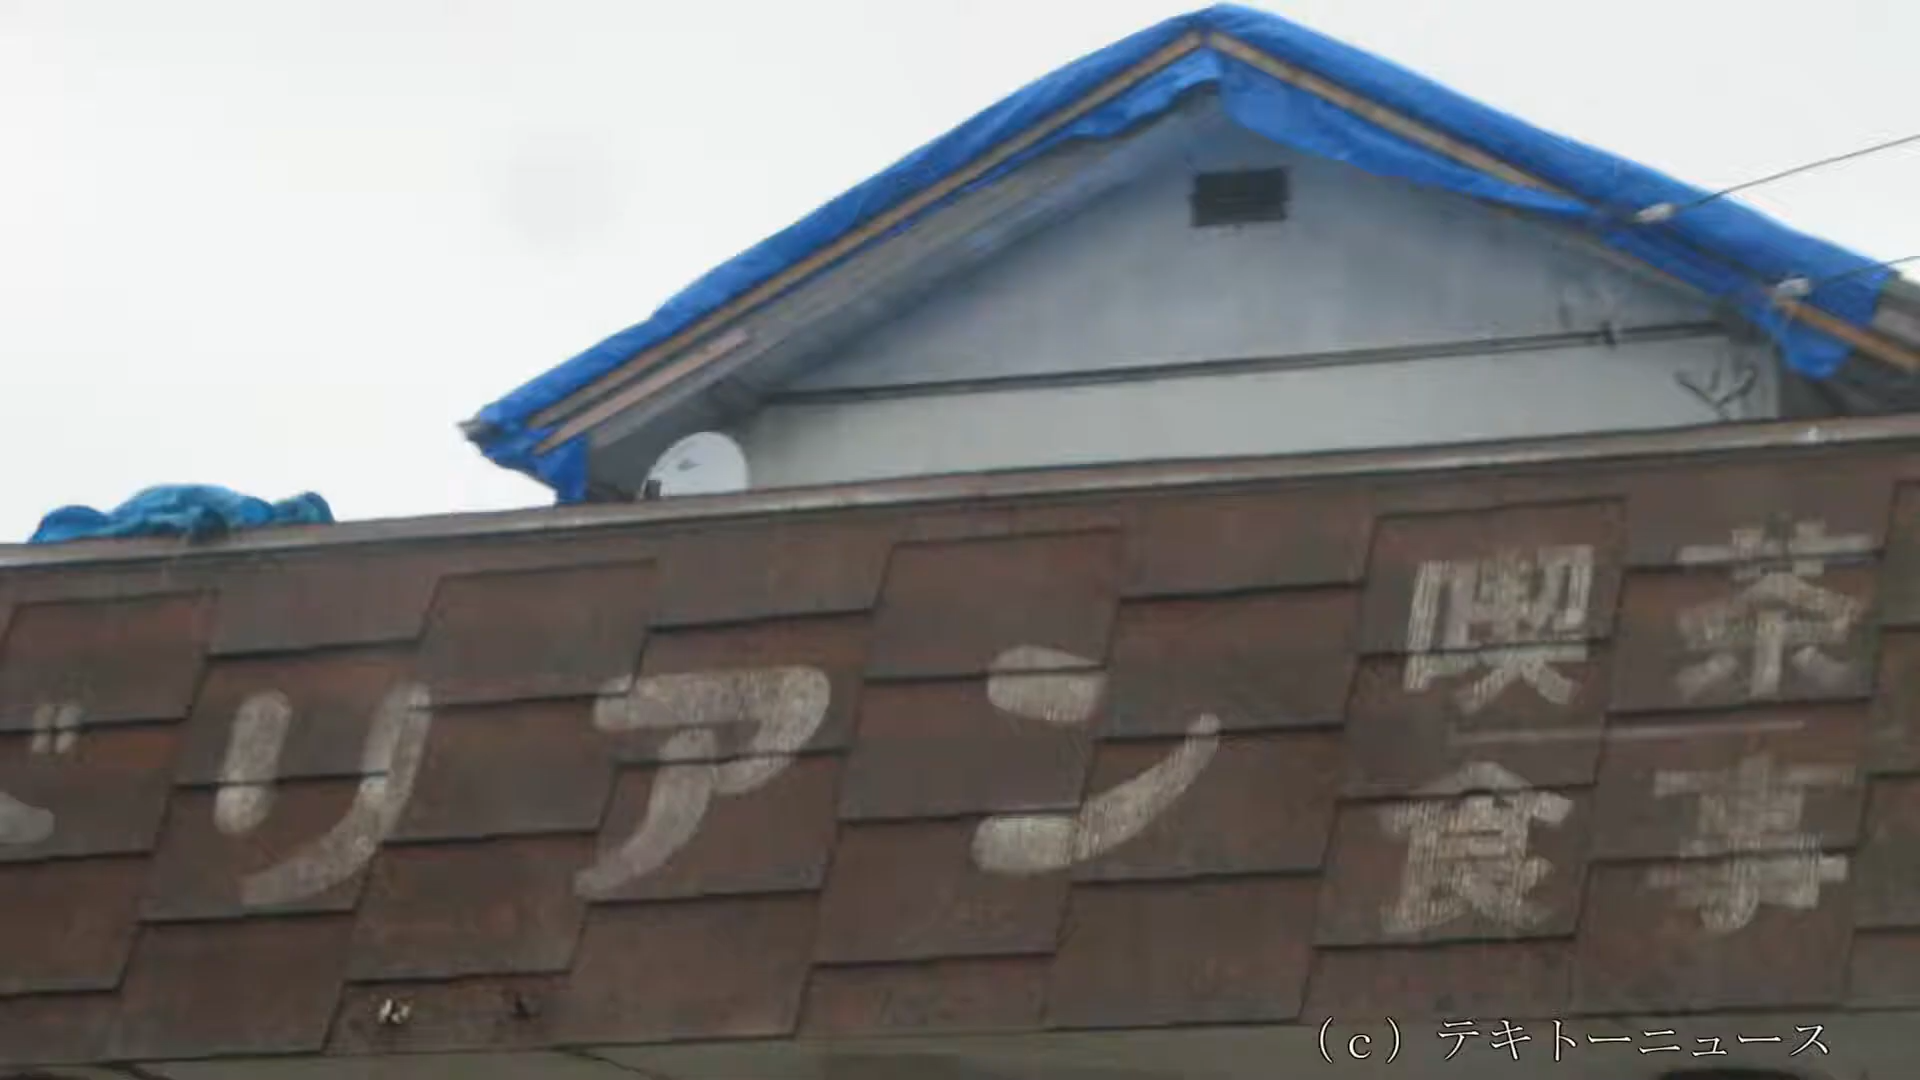 リアン
喫茶
食事
（c）テキトーニュース